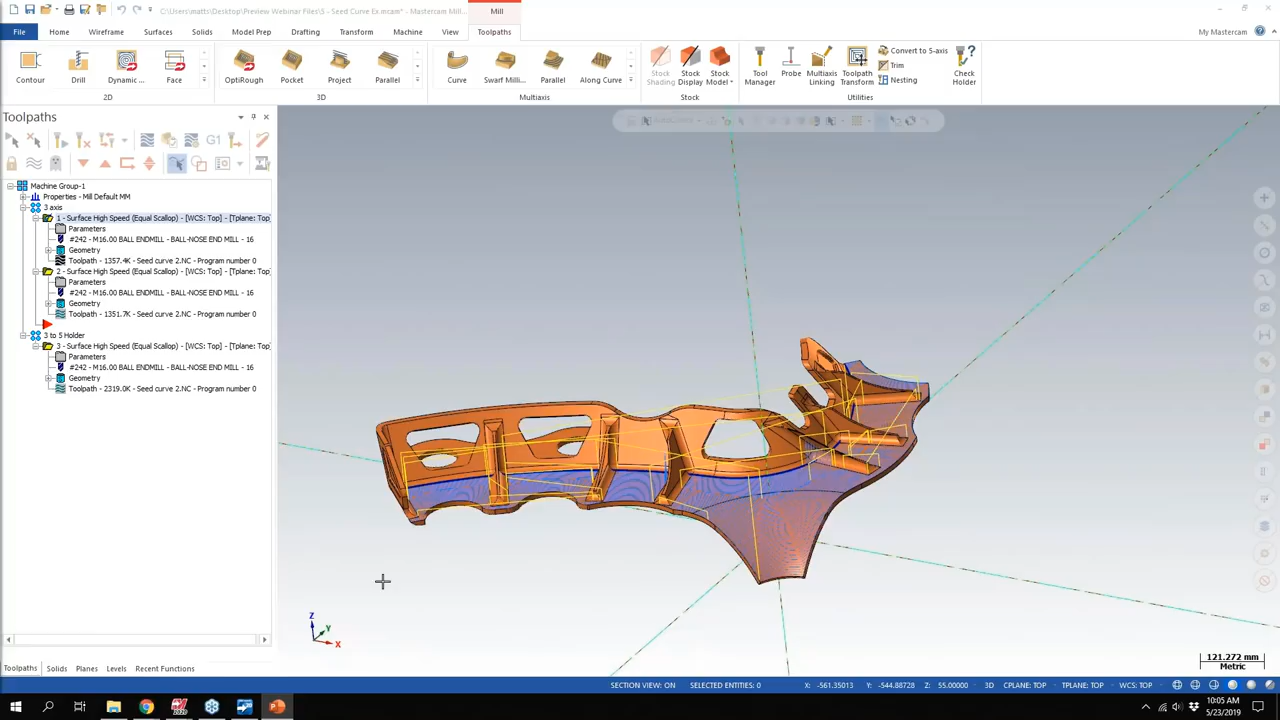 C:\Users\matts\Desktop\Preview Webinar Files\5 - Seed Curve Ex.mcam* - Mastercam Mill...
Mill
File Home Wireframe Surfaces Solids Model Prep Drafting Transform Machine View Toolpaths My Mastercam
Contour Drill Dynamic ... Face OptiRough Pocket Project Parallel Curve Swarf Milli... Parallel Along Curve Stock Shading Stock Display Stock Model Tool Manager Probe Multiaxis Linking Toolpath Transform Convert to 5-axis Trim Nesting Check Holder
2D 3D Multiaxis Stock Utilities
Toolpaths
G1
Machine Group-1
Properties - Mill Default MM
3 axis
1 - Surface High Speed (Equal Scallop) - [WCS: Top] - [Tplane: Top]
Parameters
#242 - M16.00 BALL ENDMILL - BALL-NOSE END MILL - 16
Geometry
Toolpath - 1357.4K - Seed curve 2.NC - Program number 0
2 - Surface High Speed (Equal Scallop) - [WCS: Top] - [Tplane: Top]
Parameters
#242 - M16.00 BALL ENDMILL - BALL-NOSE END MILL - 16
Geometry
Toolpath - 1351.7K - Seed curve 2.NC - Program number 0
3 to 5 Holder
3 - Surface High Speed (Equal Scallop) - [WCS: Top] - [Tplane: Top]
Parameters
#242 - M16.00 BALL ENDMILL - BALL-NOSE END MILL - 16
Geometry
Toolpath - 2319.0K - Seed curve 2.NC - Program number 0
Z
Y
X
121.272 mm
Metric
Toolpaths Solids Planes Levels Recent Functions
SECTION VIEW: ON SELECTED ENTITIES: 0 X: -561.35013 Y: -544.88728 Z: 55.00000 3D CPLANE: TOP TPLANE: TOP WCS: TOP
10:05 AM
5/23/2019